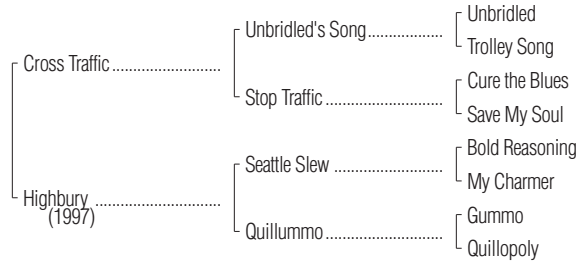 Unbridled
Unbridled's Song..................
Trolley Song
Cross Traffic..........................
Cure the Blues
Stop Traffic............................
Save My Soul
Bold Reasoning
Seattle Slew ..........................
My Charmer
Highbury ..............................
(1997)
Gummo
Quillummo ............................
Quillopoly